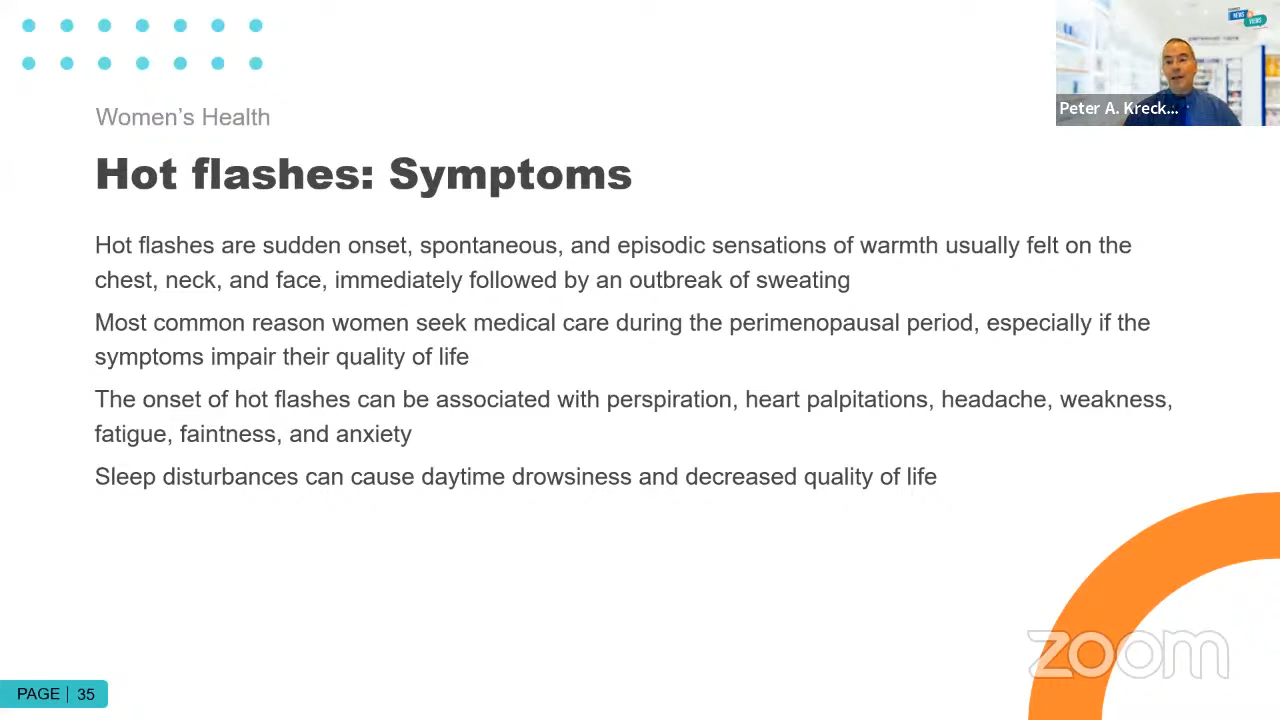 NEWS
VIEWS
Peter A. Kreck...
Women's Health
Hot flashes: Symptoms
Hot flashes are sudden onset, spontaneous, and episodic sensations of warmth usually felt on the
chest, neck, and face, immediately followed by an outbreak of sweating
Most common reason women seek medical care during the perimenopausal period, especially if the
symptoms impair their quality of life
The onset of hot flashes can be associated with perspiration, heart palpitations, headache, weakness,
fatigue, faintness, and anxiety
Sleep disturbances can cause daytime drowsiness and decreased quality of life
zoom
PAGE | 35